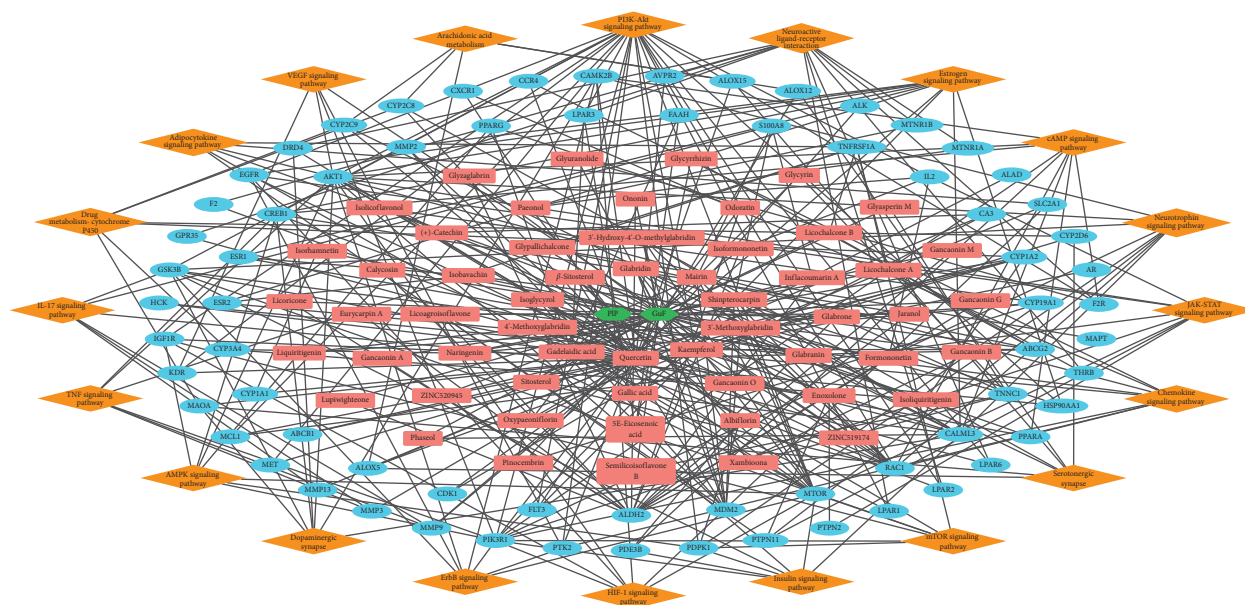 PI3K-Akt
signaling pathway
Neuroactive
ligand-receptor
interaction
Arachidonic acid
metabolism
Estrogen
signaling pathway
VEGF signaling
pathway
Adipocytokine
signaling pathway
cAMP signaling
pathway
Drug
metabolism- cytochrome
P450
Neurotrophin
signaling pathway
IL-17 signaling
pathway
JAK-STAT
signaling pathway
TNF signaling
pathway
Chemokine
signaling pathway
AMPK signaling
pathway
Serotonergic
synapse
Dopaminergic
synapse
mTOR signaling
pathway
ErbB signaling
pathway
HIF-1 signaling
pathway
Insulin signaling
pathway
CCR4
CAMK2B
AVPR2
ALOX15
ALOX12
CXCR1
CYP2C8
LPAR3
FAAH
ALK
CYP2C9
PPARG
S100A8
MTNR1B
DRD4
MMP2
TNFRSF1A
MTNR1A
EGFR
AKT1
IL2
ALAD
F2
CREB1
CA3
SLC2A1
GPR35
CYP2D6
ESR1
CYP1A2
GSK3B
AR
HCK
ESR2
CYP19A1
F2R
IGF1R
MAPT
CYP3A4
ABCG2
KDR
THRB
CYP1A1
TNNC1
MAOA
HSP90AA1
MCL1
ABCB1
CALML3
PPARA
MET
ALOX5
RAC1
LPAR6
MMP13
CDK1
MTOR
LPAR2
MMP3
FLT3
ALDH2
MDM2
LPAR1
MMP9
PTPN2
PIK3R1
PTK2
PDE3B
PDPK1
PTPN11
Glyuranolide
Glycyrrhizin
Glyzaglabrin
Glycyrin
Isolicoflavonol
Paeonol
Ononin
Odoratin
Glyasperin M
(+)-Catechin
3′-Hydroxy-4′-O-methylglabridin
Licochalcone B
Isorhamnetin
Glypallichalcone
Isoformononetin
Gancaonin M
Calycosin
Isobavachin
β-Sitosterol
Glabridin
Mairin
Inflacoumarin A
Licochalcone A
Licoricone
Isoglycyrol
Shinpterocarpin
Gancaonin G
Eurycarpin A
Licoagroisoflavone
PlP
GuF
Glabrone
Jaranol
4′-Methoxyglabridin
3′-Methoxyglabridin
Liquiritigenin
Gancaonin A
Naringenin
Gadelaidic acid
Quercetin
Kaempferol
Glabranin
Formononetin
Gancaonin B
Lupiwighteone
ZINC520945
Sitosterol
Gallic acid
Gancaonin O
Enoxolone
Isoliquiritigenin
Phaseol
Oxypaeoniflorin
5E-Eicosenoic
acid
Albiflorin
ZINC519174
Pinocembrin
Semilicoisoflavone
B
Xambioona